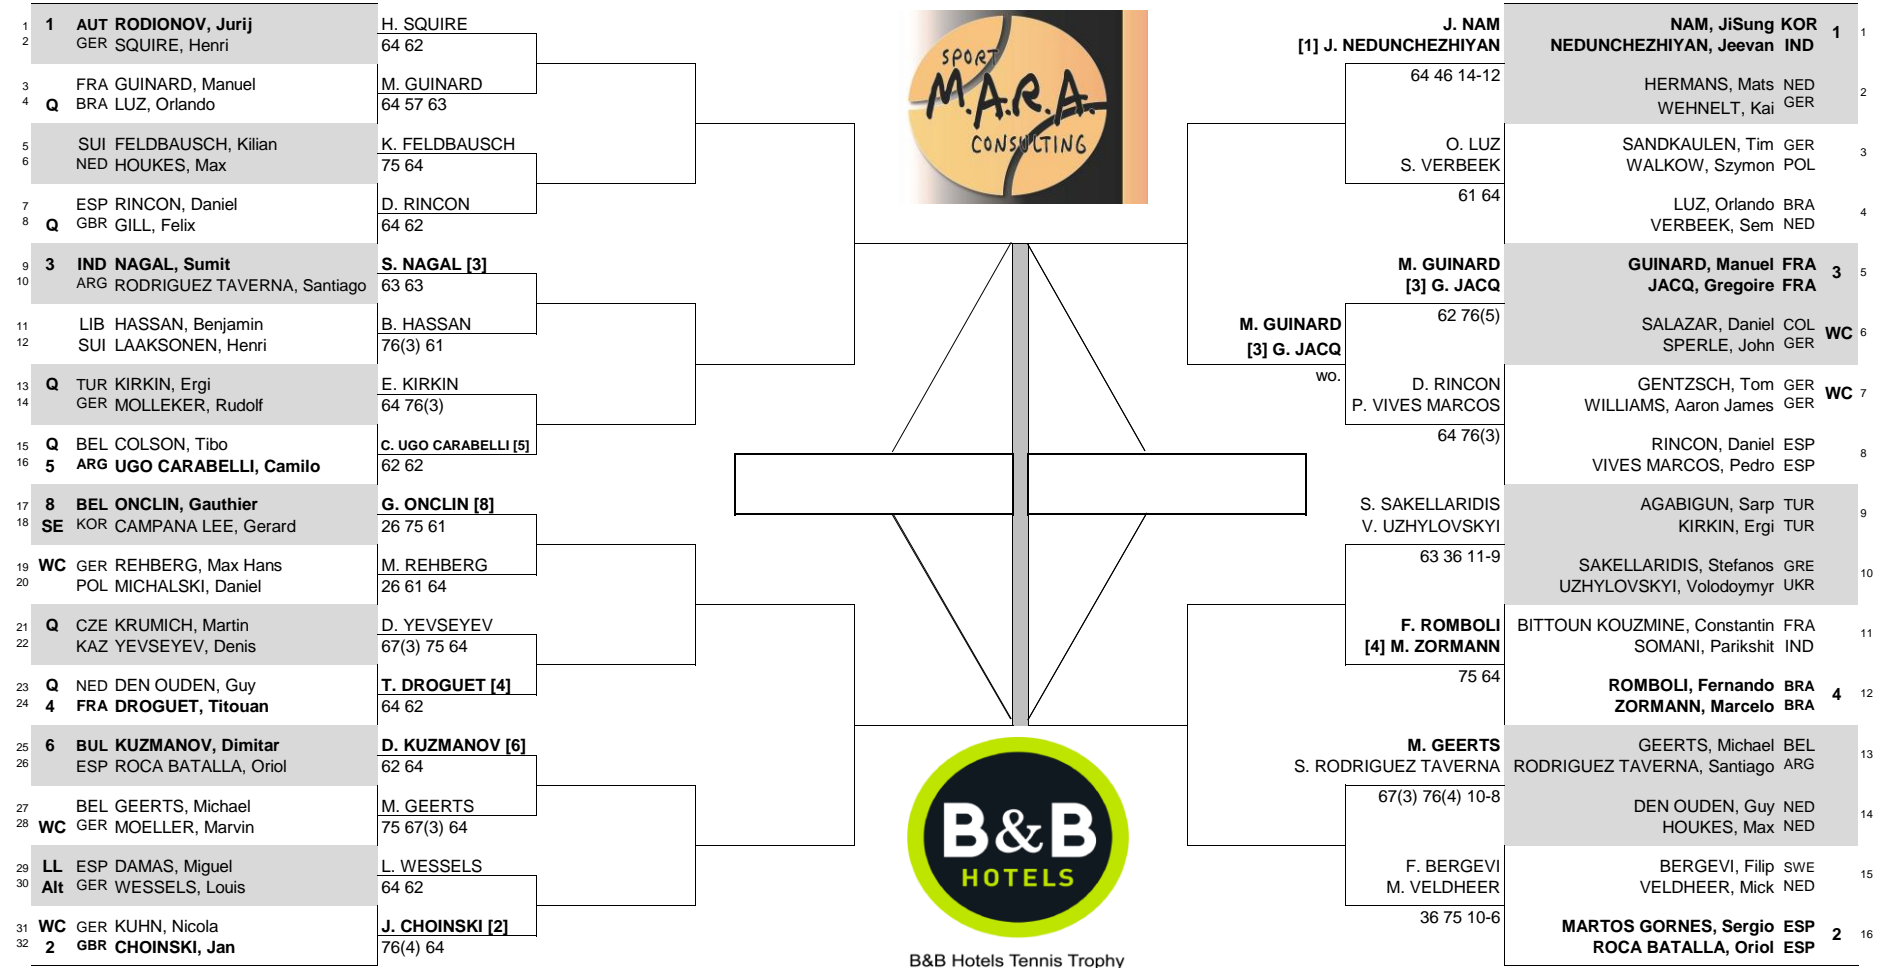 1 1 AUT RODIONOV, Jurij
2 GER SQUIRE, Henri
H. SQUIRE
64 62
3 FRA GUINARD, Manuel
4 Q BRA LUZ, Orlando
M. GUINARD
64 57 63
5 SUI FELDBAUSCH, Kilian
6 NED HOUKES, Max
K. FELDBAUSCH
75 64
7 ESP RINCON, Daniel
8 Q GBR GILL, Felix
D. RINCON
64 62
9 3 IND NAGAL, Sumit
10 ARG RODRIGUEZ TAVERNA, Santiago
S. NAGAL [3]
63 63
11 LIB HASSAN, Benjamin
12 SUI LAAKSONEN, Henri
B. HASSAN
76(3) 61
13 Q TUR KIRKIN, Ergi
14 GER MOLLEKER, Rudolf
E. KIRKIN
64 76(3)
15 Q BEL COLSON, Tibo
16 5 ARG UGO CARABELLI, Camilo
C. UGO CARABELLI [5]
62 62
17 8 BEL ONCLIN, Gauthier
18 SE KOR CAMPANA LEE, Gerard
G. ONCLIN [8]
26 75 61
19 WC GER REHBERG, Max Hans
20 POL MICHALSKI, Daniel
M. REHBERG
26 61 64
21 Q CZE KRUMICH, Martin
22 KAZ YEVSEYEV, Denis
D. YEVSEYEV
67(3) 75 64
23 Q NED DEN OUDEN, Guy
24 4 FRA DROGUET, Titouan
T. DROGUET [4]
64 62
25 6 BUL KUZMANOV, Dimitar
26 ESP ROCA BATALLA, Oriol
D. KUZMANOV [6]
62 64
27 BEL GEERTS, Michael
28 WC GER MOELLER, Marvin
M. GEERTS
75 67(3) 64
29 LL ESP DAMAS, Miguel
30 Alt GER WESSELS, Louis
L. WESSELS
64 62
31 WC GER KUHN, Nicola
32 2 GBR CHOINSKI, Jan
J. CHOINSKI [2]
76(4) 64
SPORT
M.A.R.A.
CONSULTING
B&B
HOTELS
B&B Hotels Tennis Trophy
J. NAM
[1] J. NEDUNCHEZHIYAN
64 46 14-12
NAM, JiSung KOR 1 1
NEDUNCHEZHIYAN, Jeevan IND
HERMANS, Mats NED 2
WEHNELT, Kai GER
O. LUZ
S. VERBEEK
61 64
SANDKAULEN, Tim GER 3
WALKOW, Szymon POL
LUZ, Orlando BRA 4
VERBEEK, Sem NED
M. GUINARD
[3] G. JACQ
62 76(5)
GUINARD, Manuel FRA 3 5
JACQ, Gregoire FRA
M. GUINARD
[3] G. JACQ
wo.
SALAZAR, Daniel COL WC 6
SPERLE, John GER
D. RINCON
P. VIVES MARCOS
64 76(3)
GENTZSCH, Tom GER WC 7
WILLIAMS, Aaron James GER
RINCON, Daniel ESP 8
VIVES MARCOS, Pedro ESP
S. SAKELLARIDIS
V. UZHYLOVSKYI
63 36 11-9
AGABIGUN, Sarp TUR 9
KIRKIN, Ergi TUR
SAKELLARIDIS, Stefanos GRE 10
UZHYLOVSKYI, Volodoymyr UKR
F. ROMBOLI
[4] M. ZORMANN
75 64
BITTOUN KOUZMINE, Constantin FRA 11
SOMANI, Parikshit IND
ROMBOLI, Fernando BRA 4 12
ZORMANN, Marcelo BRA
M. GEERTS
S. RODRIGUEZ TAVERNA
67(3) 76(4) 10-8
GEERTS, Michael BEL 13
RODRIGUEZ TAVERNA, Santiago ARG
DEN OUDEN, Guy NED 14
HOUKES, Max NED
F. BERGEVI
M. VELDHEER
36 75 10-6
BERGEVI, Filip SWE 15
VELDHEER, Mick NED
MARTOS GORNES, Sergio ESP 2 16
ROCA BATALLA, Oriol ESP